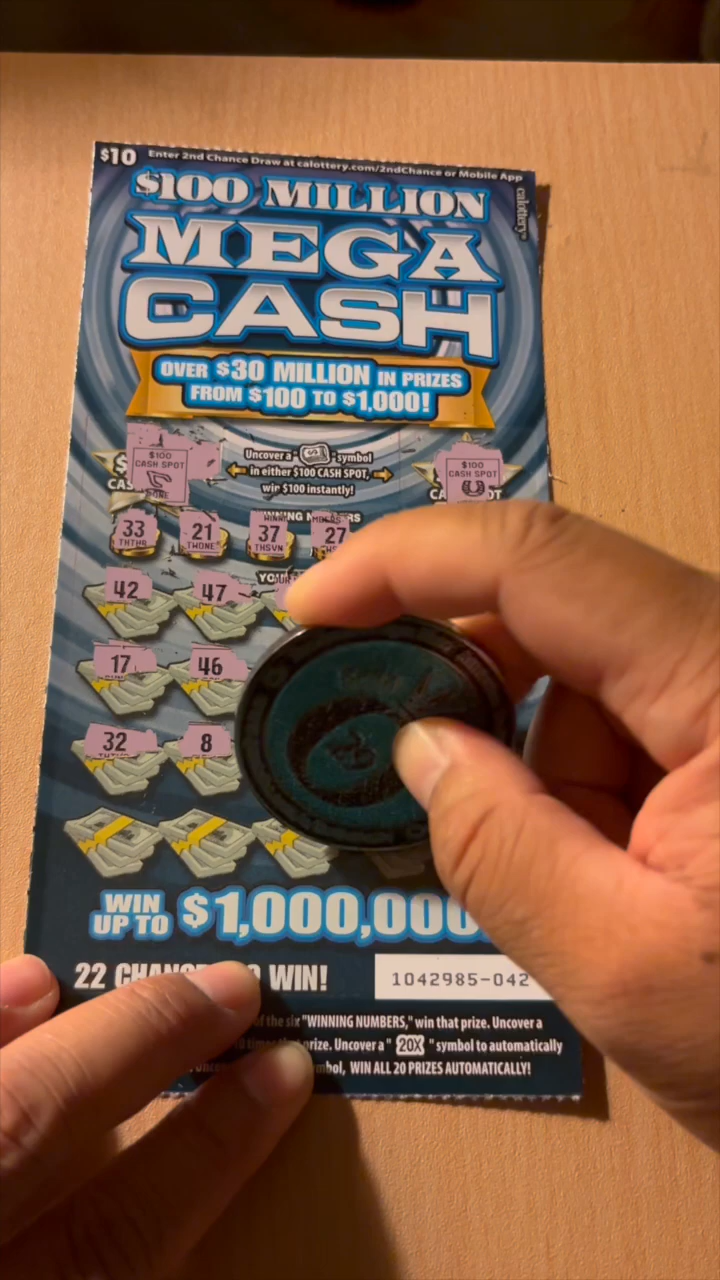 $10 Enter 2nd Chance Draw at calottery.com/2ndChance or Mobile App
calottery
$100 MILLION
MEGA
CASH
OVER $30 MILLION IN PRIZES
FROM $100 TO $1,000!
$100
CASH SPOT
Uncover a symbol
in either $100 CASH SPOT,
win $100 instantly!
$100
CASH SPOT
33 21 37 27
THTHR TWONE THSVN
42 47
17 46
32 8
WIN
UP TO $1,000,000
22 WIN!
1042985-042
of the six "WINNING NUMBERS," win that prize. Uncover a
prize. Uncover a " 20X " symbol to automatically
WIN ALL 20 PRIZES AUTOMATICALLY!